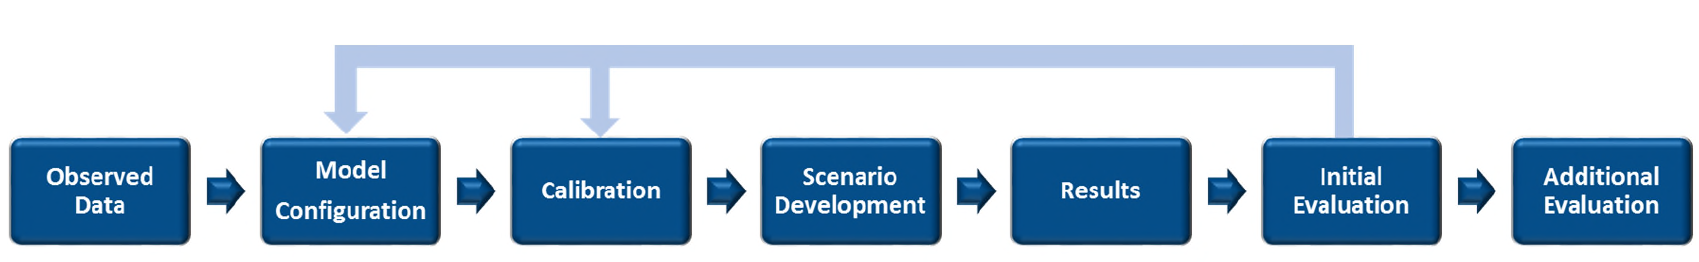 Observed
Data
Model
Configuration
Calibration
Scenario
Development
Results
Initial
Evaluation
Additional
Evaluation